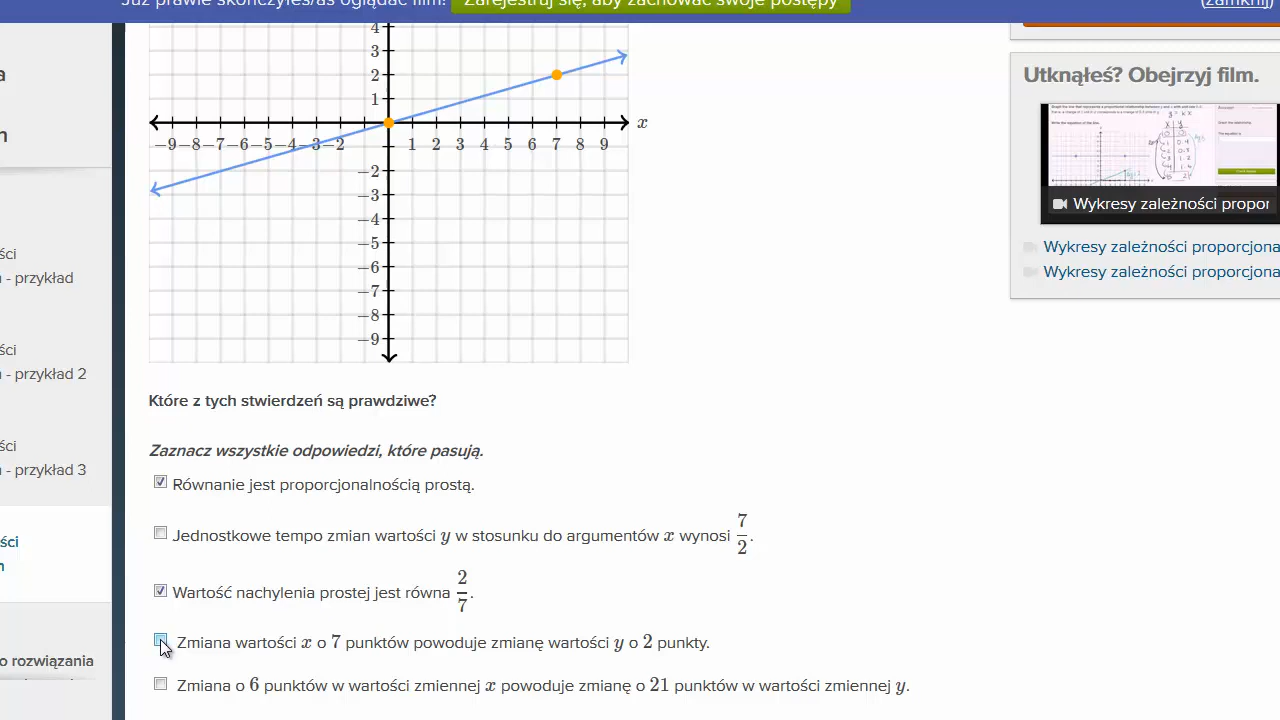 Już prawie skończyłeś/aś oglądać film! Zarejestruj się, aby zachować swoje postępy (zamknij)
a
n
ści
- przykład
ści
- przykład 2
ści
- przykład 3
ści
n
o rozwiązania
4
3
2
1
x
−9 −8 −7 −6 −5 −4 −3 −2 1 2 3 4 5 6 7 8 9
−2
−3
−4
−5
−6
−7
−8
−9
Które z tych stwierdzeń są prawdziwe?
Zaznacz wszystkie odpowiedzi, które pasują.
Równanie jest proporcjonalnością prostą.
Jednostkowe tempo zmian wartości y w stosunku do argumentów x wynosi 7/2.
Wartość nachylenia prostej jest równa 2/7.
Zmiana wartości x o 7 punktów powoduje zmianę wartości y o 2 punkty.
Zmiana o 6 punktów w wartości zmiennej x powoduje zmianę o 21 punktów w wartości zmiennej y.
Utknąłeś? Obejrzyj film.
Wykresy zależności propor
Wykresy zależności proporcjona
Wykresy zależności proporcjona